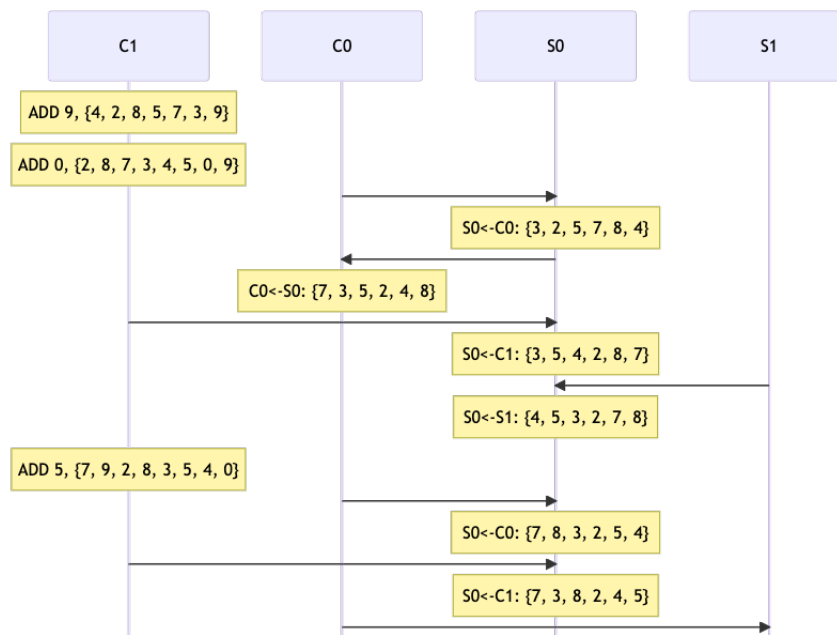 C1 C0 S0 S1
ADD 9, {4, 2, 8, 5, 7, 3, 9}
ADD 0, {2, 8, 7, 3, 4, 5, 0, 9}
S0<-C0: {3, 2, 5, 7, 8, 4}
C0<-S0: {7, 3, 5, 2, 4, 8}
S0<-C1: {3, 5, 4, 2, 8, 7}
S0<-S1: {4, 5, 3, 2, 7, 8}
ADD 5, {7, 9, 2, 8, 3, 5, 4, 0}
S0<-C0: {7, 8, 3, 2, 5, 4}
S0<-C1: {7, 3, 8, 2, 4, 5}